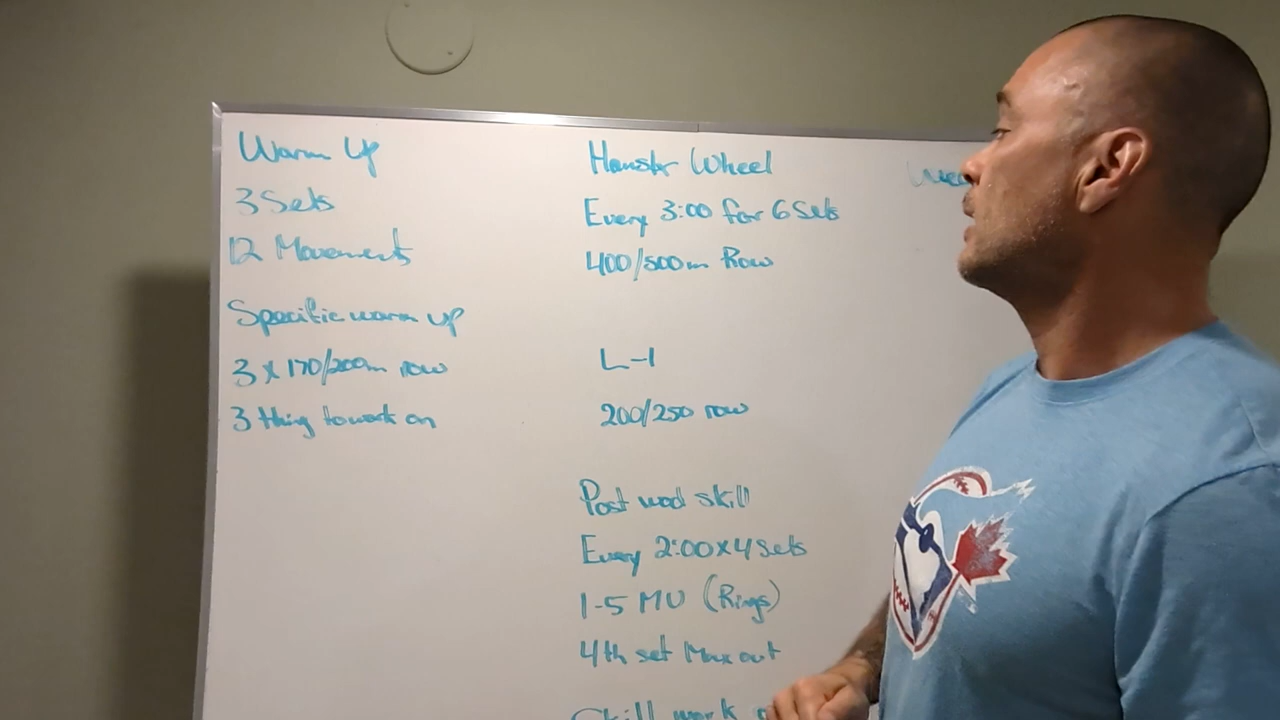 Warm Up
3 Sets
12 Movements
Specific warm up
3 x 170/200m row
3 thing to work on
Hamstr Wheel
Every 3:00 for 6 Sets
400/500m Row
L-1
200/250 row
Post wod skill
Every 2:00 x 4 Sets
1-5 MU (Rings)
4th set Max out
Skill work